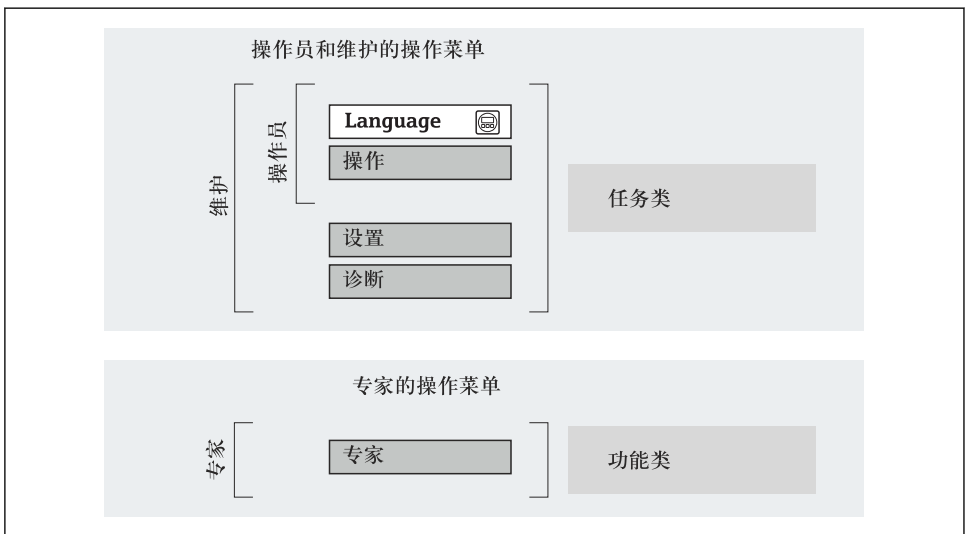 操作员和维护的操作菜单
维护
操作员
Language
操作
设置
诊断
任务类
专家的操作菜单
专家
专家
功能类